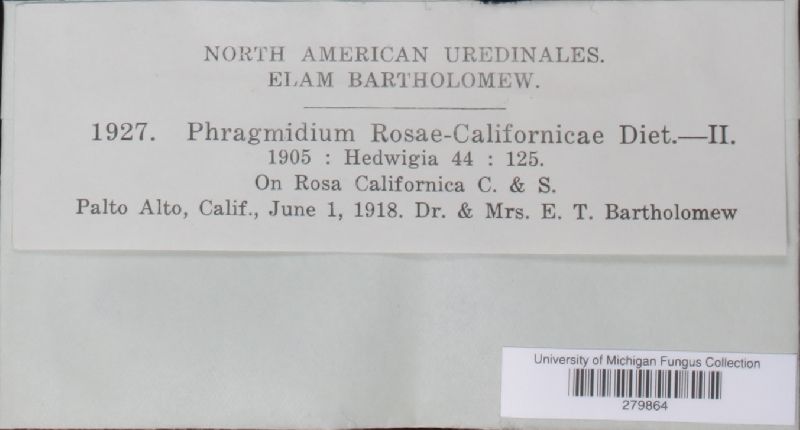 NORTH AMERICAN UREDINALES.
ELAM BARTHOLOMEW.
1927. Phragmidium Rosae-Californicae Diet.—II.
1905 : Hedwigia 44 : 125.
On Rosa Californica C. & S.
Palto Alto, Calif., June 1, 1918. Dr. & Mrs. E. T. Bartholomew
University of Michigan Fungus Collection
279864